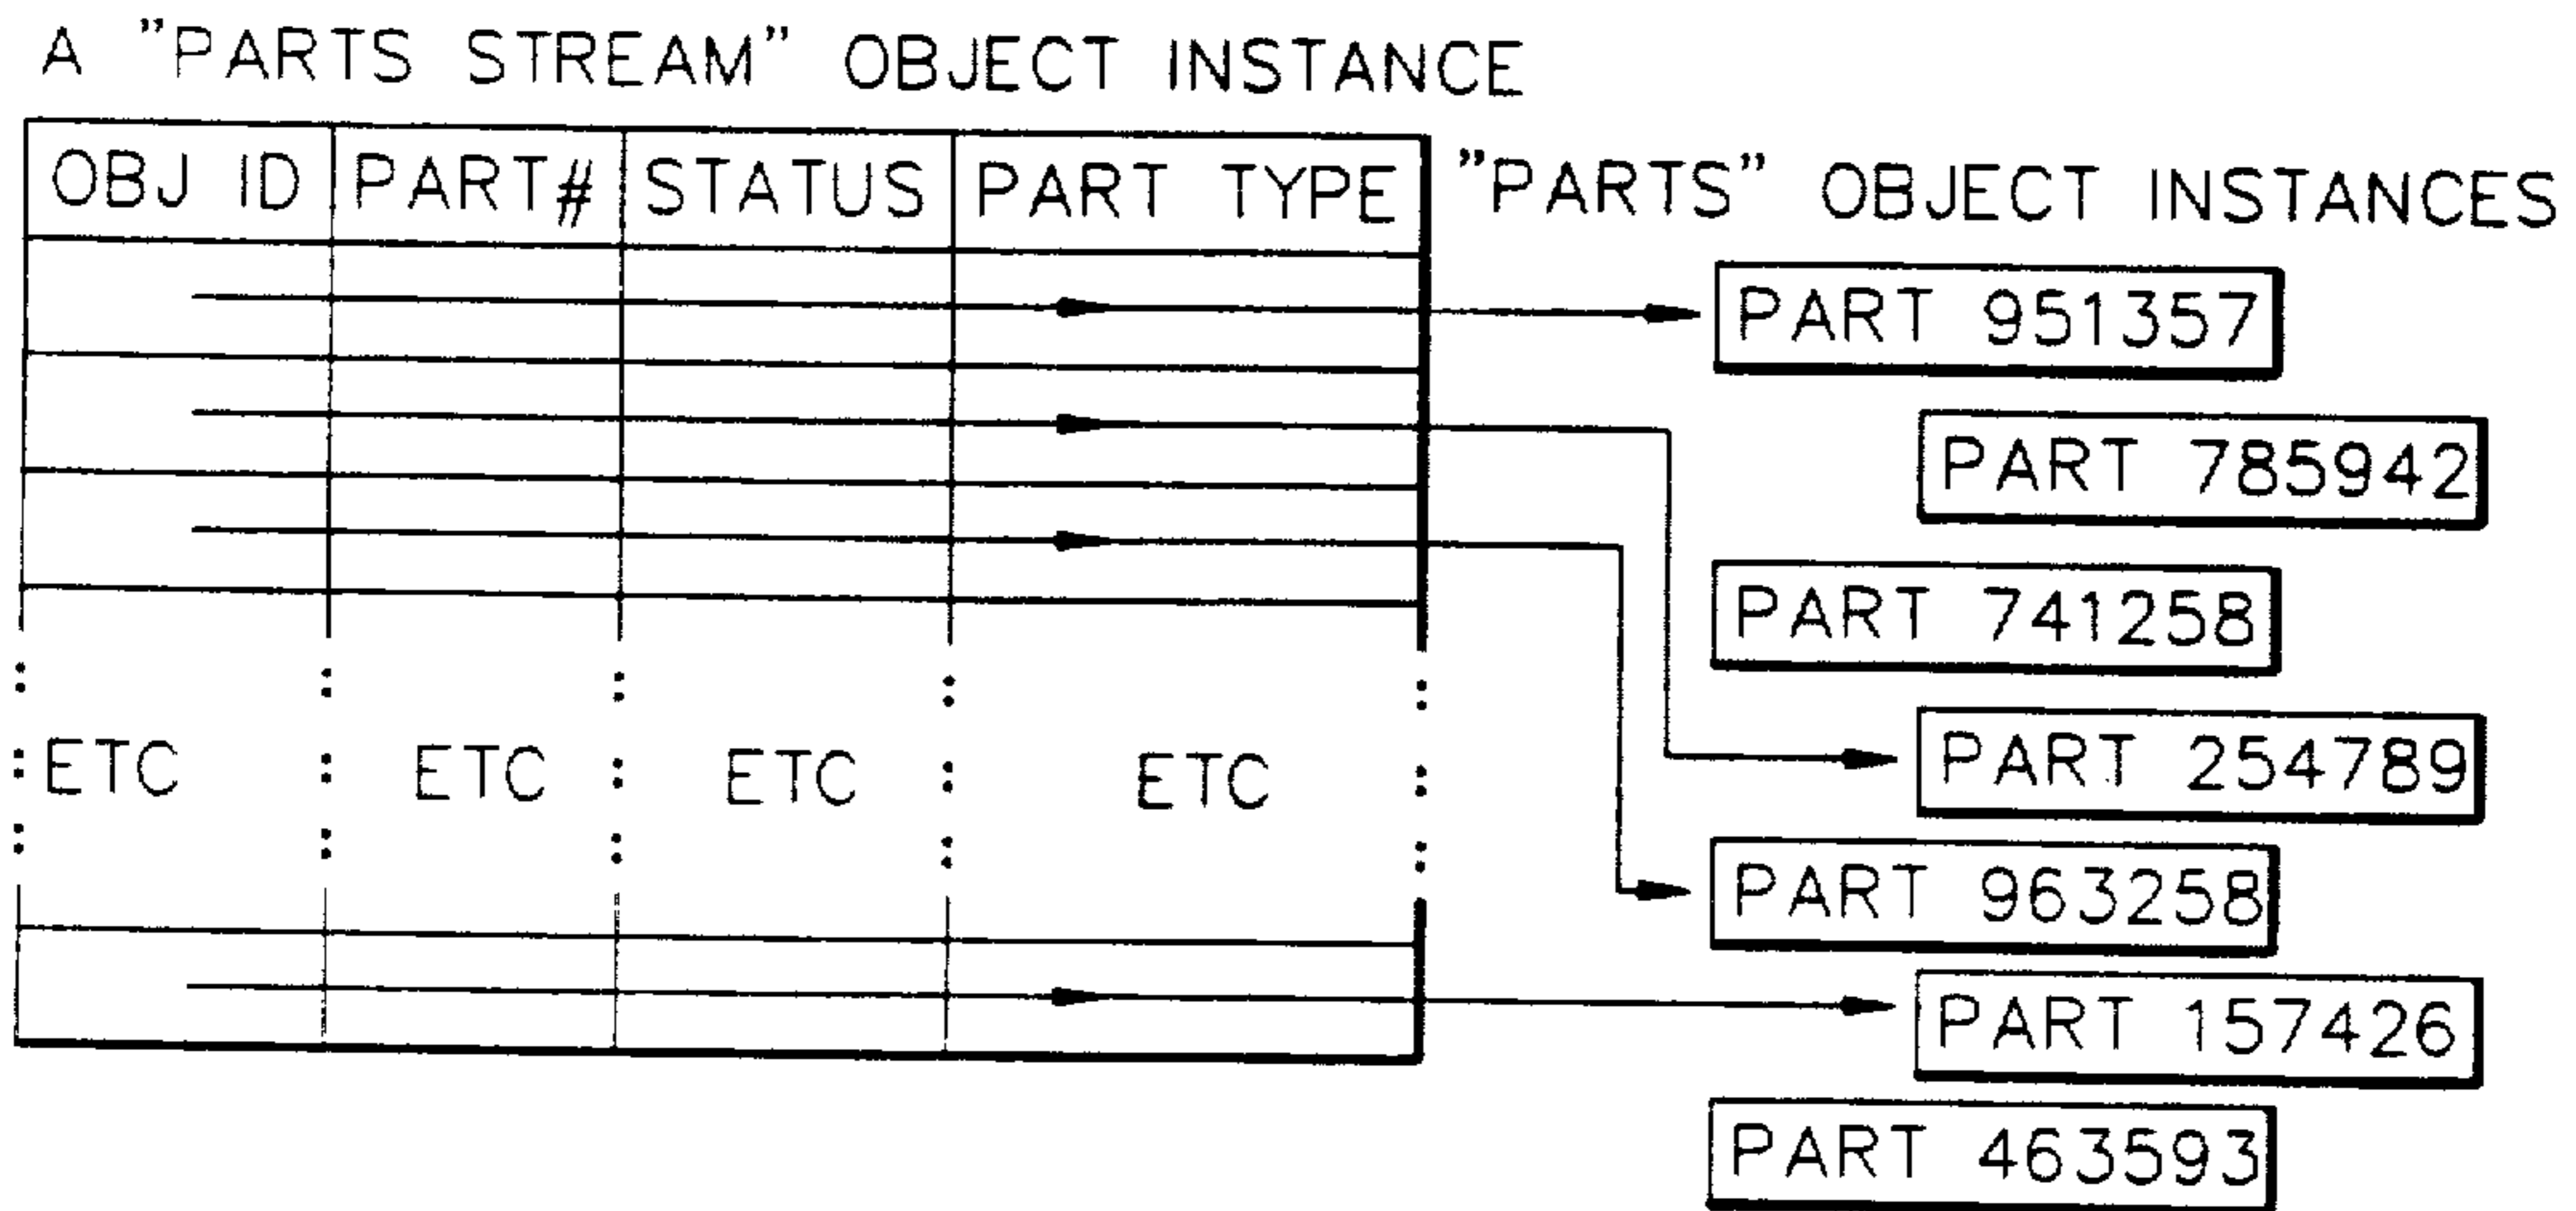 A "PARTS STREAM" OBJECT INSTANCE
OBJ ID PART# STATUS PART TYPE
"PARTS" OBJECT INSTANCES
PART 951357
PART 785942
PART 741258
PART 254789
ETC ETC ETC ETC
PART 963258
PART 157426
PART 463593